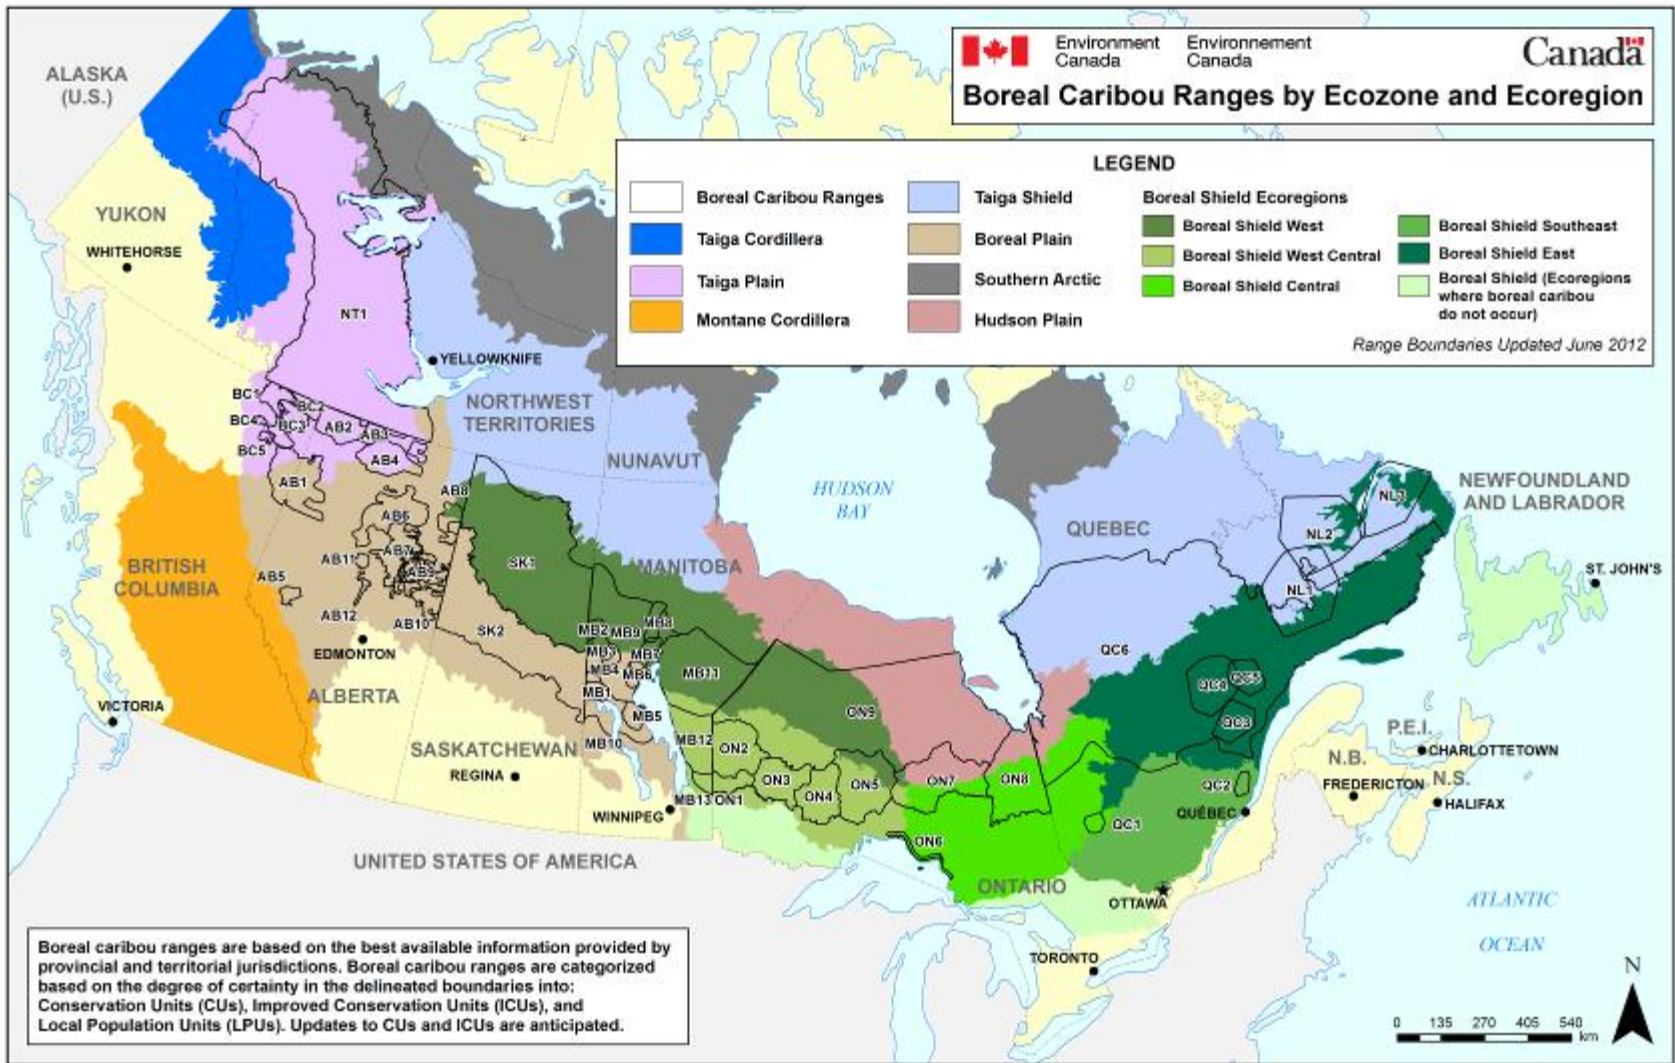 Environment Environnement
Canada Canada
Canada
Boreal Caribou Ranges by Ecozone and Ecoregion
LEGEND
Boreal Caribou Ranges
Taiga Cordillera
Taiga Plain
Montane Cordillera
Taiga Shield
Boreal Plain
Southern Arctic
Hudson Plain
Boreal Shield Ecoregions
Boreal Shield West
Boreal Shield West Central
Boreal Shield Central
Boreal Shield Southeast
Boreal Shield East
Boreal Shield (Ecoregions
where boreal caribou
do not occur)
Range Boundaries Updated June 2012
ALASKA
(U.S.)
YUKON
WHITEHORSE
NT1
YELLOWKNIFE
NORTHWEST
TERRITORIES
NUNAVUT
BC1
BC2
BC4
BC3
AB2
AB3
BC5
AB4
AB1
AB8
AB6
AB7
AB11
AB9
AB5
AB12
AB10
BRITISH
COLUMBIA
EDMONTON
ALBERTA
VICTORIA
SK1
SK2
SASKATCHEWAN
REGINA
MANITOBA
MB2
MB9
MB8
MB3
MB7
MB4
MB6
MB1
MB11
MB5
MB10
MB12
MB13
WINNIPEG
HUDSON
BAY
ON9
ON2
ON3
ON5
ON4
ON1
ON7
ON8
ON6
ONTARIO
OTTAWA
TORONTO
QUEBEC
QC6
QC4
QC5
QC3
QC2
QC1
QUÉBEC
NL3
NL2
NL1
NEWFOUNDLAND
AND LABRADOR
ST. JOHN'S
P.E.I.
CHARLOTTETOWN
N.B.
FREDERICTON
N.S.
HALIFAX
UNITED STATES OF AMERICA
ATLANTIC
OCEAN
Boreal caribou ranges are based on the best available information provided by
provincial and territorial jurisdictions. Boreal caribou ranges are categorized
based on the degree of certainty in the delineated boundaries into:
Conservation Units (CUs), Improved Conservation Units (ICUs), and
Local Population Units (LPUs). Updates to CUs and ICUs are anticipated.
N
0 135 270 405 540
km